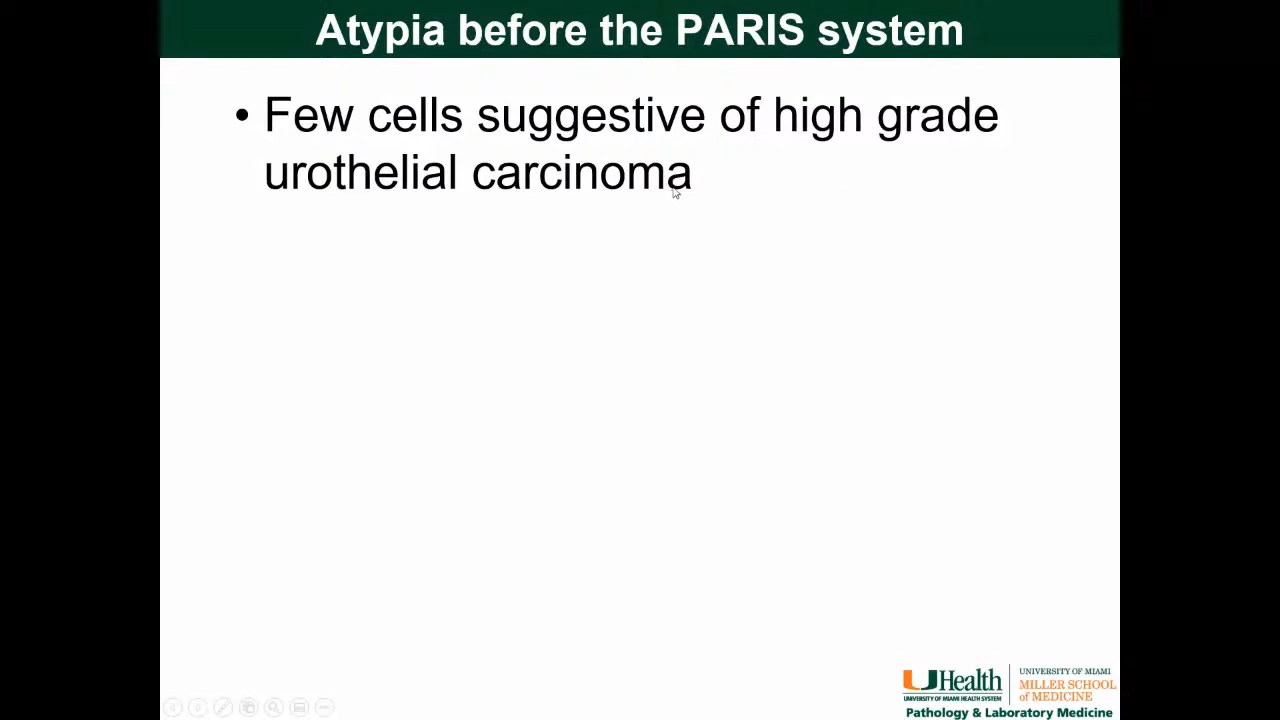 Atypia before the PARIS system
• Few cells suggestive of high grade
urothelial carcinoma
UHealth
UNIVERSITY OF MIAMI HEALTH SYSTEM
UNIVERSITY OF MIAMI
MILLER SCHOOL
of MEDICINE
Pathology & Laboratory Medicine